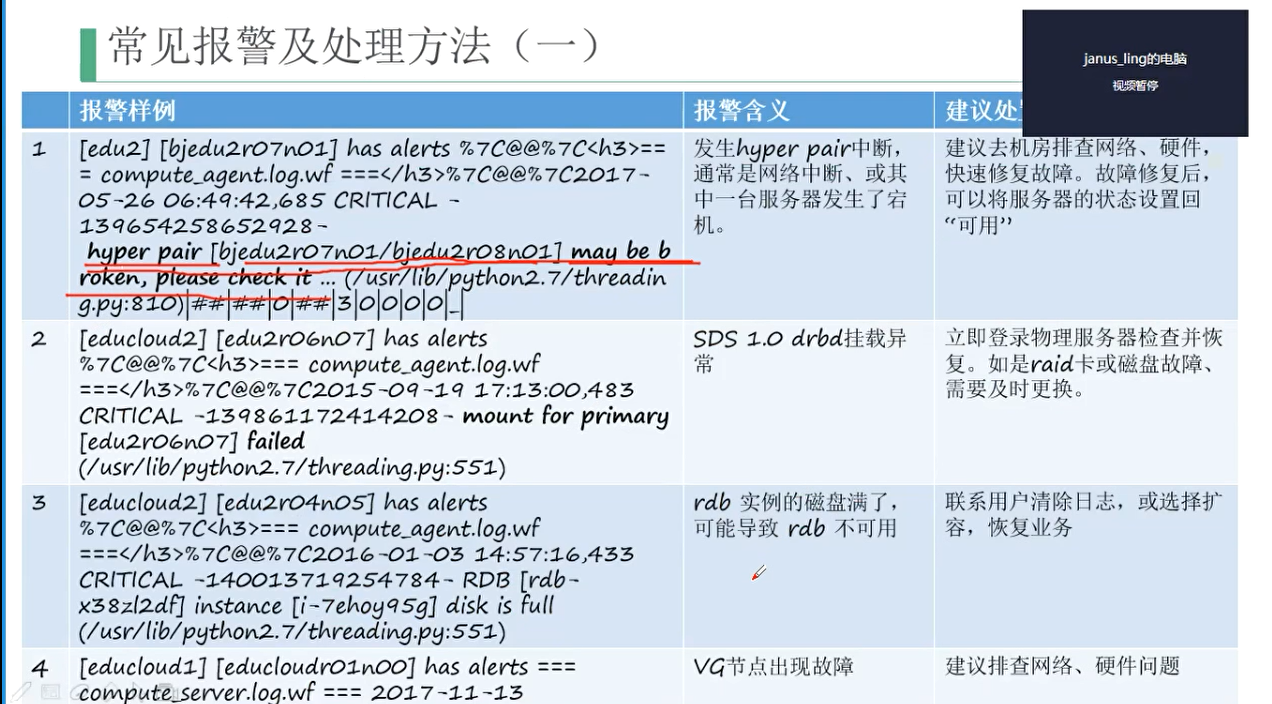 常见报警及处理方法（一）
janus_ling的电脑
视频暂停
报警样例
报警含义
建议处
1
[edu2] [bjedu2r07n01] has alerts %7C@@%7C<h3>==
= compute_agent.log.wf ===</h3>%7C@@%7C2017-
05-26 06:49:42,685 CRITICAL -
139654258652928-
hyper pair [bjedu2r07n01/bjedu2r08n01] may be b
roken, please check it ... (/usr/lib/python2.7/threadin
g.py:810)|##|##|0|##|3|0|0|0|0|_|
发生hyper pair中断，
通常是网络中断、或其
中一台服务器发生了宕
机。
建议去机房排查网络、硬件，
快速修复故障。故障修复后，
可以将服务器的状态设置回
“可用”
2
[educloud2] [edu2r06n07] has alerts
%7C@@%7C<h3>=== compute_agent.log.wf
===</h3>%7C@@%7C2015-09-19 17:13:00,483
CRITICAL -139861172414208- mount for primary
[edu2r06n07] failed
(/usr/lib/python2.7/threading.py:551)
SDS 1.0 drbd挂载异
常
立即登录物理服务器检查并恢
复。如是raid卡或磁盘故障、
需要及时更换。
3
[educloud2] [edu2r04n05] has alerts
%7C@@%7C<h3>=== compute_agent.log.wf
===</h3>%7C@@%7C2016-01-03 14:57:16,433
CRITICAL -140013719254784- RDB [rdb-
x38zl2df] instance [i-7ehoy95g] disk is full
(/usr/lib/python2.7/threading.py:551)
rdb 实例的磁盘满了，
可能导致 rdb 不可用
联系用户清除日志，或选择扩
容，恢复业务
4
[educloud1] [educloudr01n00] has alerts ===
compute_server.log.wf === 2017-11-13
VG节点出现故障
建议排查网络、硬件问题